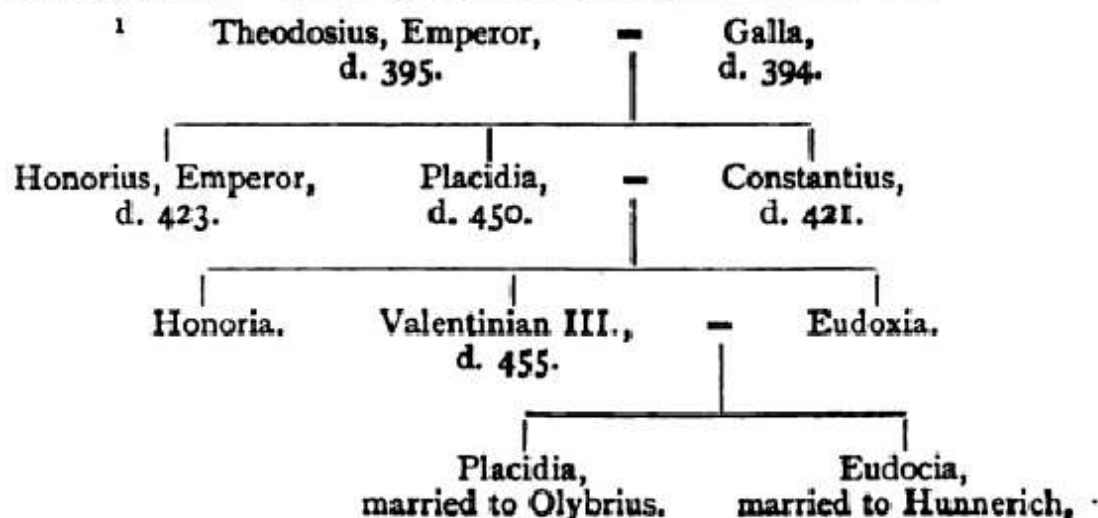 1 Theodosius, Emperor, - Galla,
d. 395. d. 394.
Honorius, Emperor, Placidia, - Constantius,
d. 423. d. 450. d. 421.
Honoria. Valentinian III., - Eudoxia.
d. 455.
Placidia, Eudocia,
married to Olybrius. married to Hunnerich.